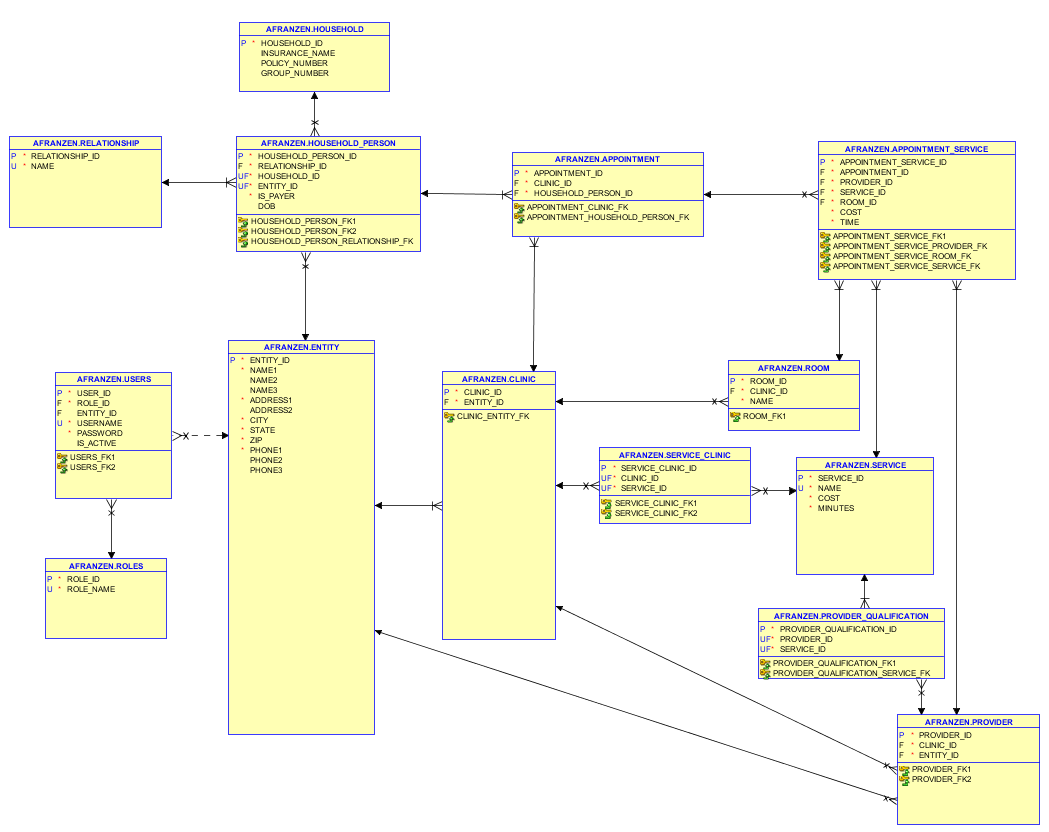 AFRANZEN.HOUSEHOLD
P * HOUSEHOLD_ID
INSURANCE_NAME
POLICY_NUMBER
GROUP_NUMBER
AFRANZEN.RELATIONSHIP
P * RELATIONSHIP_ID
U * NAME
AFRANZEN.HOUSEHOLD_PERSON
P * HOUSEHOLD_PERSON_ID
F * RELATIONSHIP_ID
UF* HOUSEHOLD_ID
UF* ENTITY_ID
* IS_PAYER
DOB
HOUSEHOLD_PERSON_FK1
HOUSEHOLD_PERSON_FK2
HOUSEHOLD_PERSON_RELATIONSHIP_FK
AFRANZEN.APPOINTMENT
P * APPOINTMENT_ID
F * CLINIC_ID
F * HOUSEHOLD_PERSON_ID
APPOINTMENT_CLINIC_FK
APPOINTMENT_HOUSEHOLD_PERSON_FK
AFRANZEN.APPOINTMENT_SERVICE
P * APPOINTMENT_SERVICE_ID
F * APPOINTMENT_ID
F * PROVIDER_ID
F * SERVICE_ID
F * ROOM_ID
* COST
* TIME
APPOINTMENT_SERVICE_FK1
APPOINTMENT_SERVICE_PROVIDER_FK
APPOINTMENT_SERVICE_ROOM_FK
APPOINTMENT_SERVICE_SERVICE_FK
AFRANZEN.USERS
P * USER_ID
F * ROLE_ID
F ENTITY_ID
U * USERNAME
* PASSWORD
IS_ACTIVE
USERS_FK1
USERS_FK2
AFRANZEN.ENTITY
P * ENTITY_ID
* NAME1
NAME2
NAME3
* ADDRESS1
ADDRESS2
* CITY
* STATE
* ZIP
* PHONE1
PHONE2
PHONE3
AFRANZEN.CLINIC
P * CLINIC_ID
F * ENTITY_ID
CLINIC_ENTITY_FK
AFRANZEN.ROOM
P * ROOM_ID
F * CLINIC_ID
* NAME
ROOM_FK1
AFRANZEN.SERVICE_CLINIC
P * SERVICE_CLINIC_ID
UF* CLINIC_ID
UF* SERVICE_ID
SERVICE_CLINIC_FK1
SERVICE_CLINIC_FK2
AFRANZEN.SERVICE
P * SERVICE_ID
U * NAME
* COST
* MINUTES
AFRANZEN.ROLES
P * ROLE_ID
U * ROLE_NAME
AFRANZEN.PROVIDER_QUALIFICATION
P * PROVIDER_QUALIFICATION_ID
UF* PROVIDER_ID
UF* SERVICE_ID
PROVIDER_QUALIFICATION_FK1
PROVIDER_QUALIFICATION_SERVICE_FK
AFRANZEN.PROVIDER
P * PROVIDER_ID
F * CLINIC_ID
F * ENTITY_ID
PROVIDER_FK1
PROVIDER_FK2